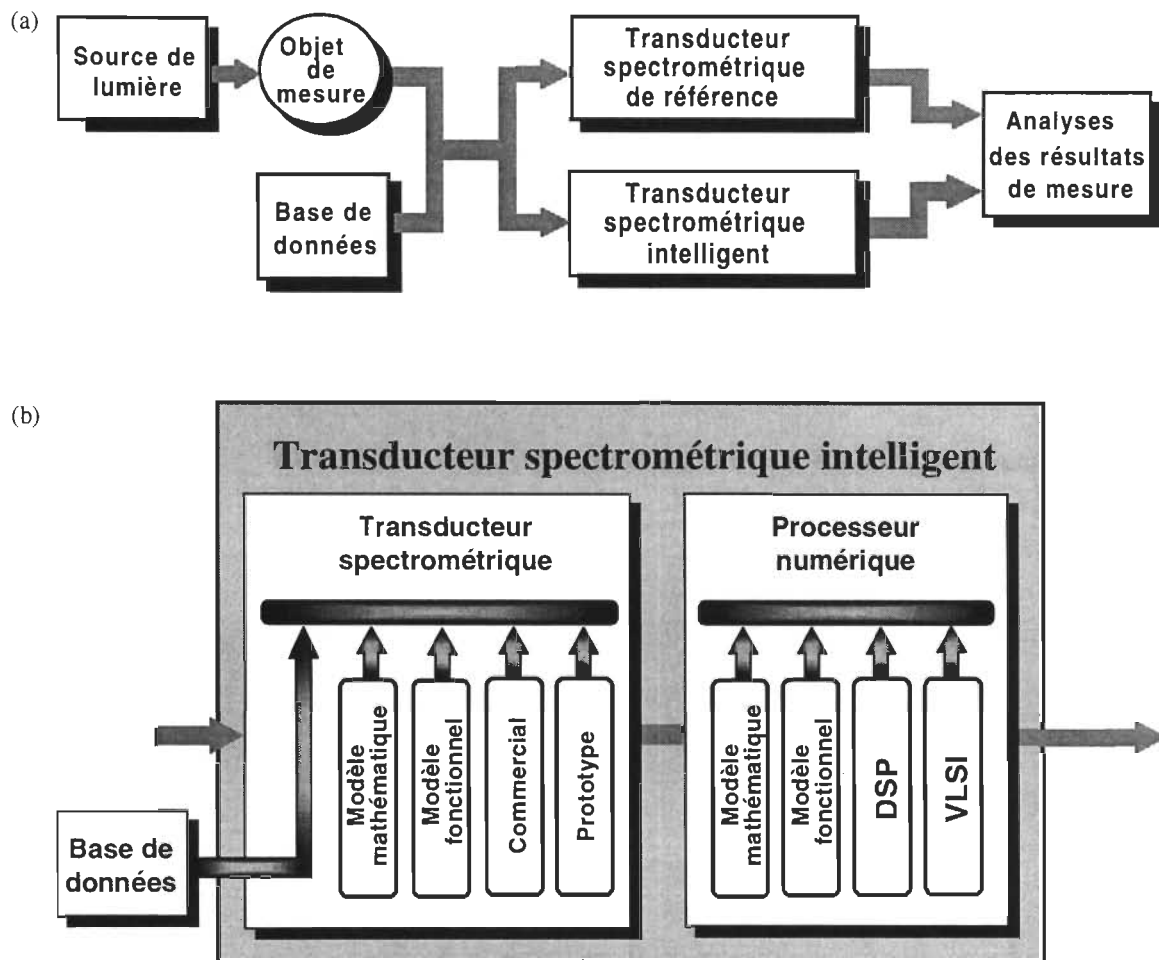 (a)
Source de
lumière
Objet
de
mesure
Base de
données
Transducteur
spectrométrique
de référence
Transducteur
spectrométrique
intelligent
Analyses
des résultats
de mesure
(b)
Transducteur spectrométrique intelligent
Transducteur
spectrométrique
Modèle
mathématique
Modèle
fonctionnel
Commercial
Prototype
Processeur
numérique
Modèle
mathématique
Modèle
fonctionnel
DSP
VLSI
Base de
données